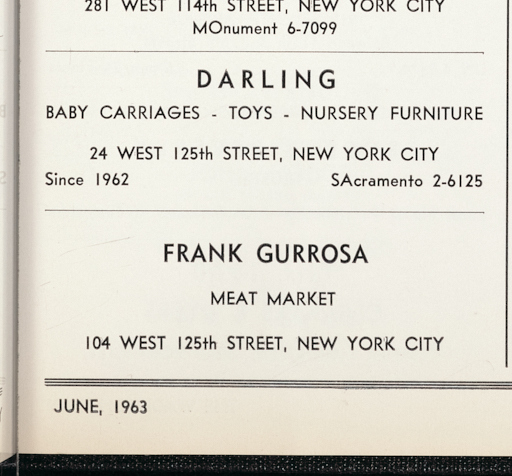 281 WEST 114th STREET, NEW YORK CITY
MOnument 6-7099
DARLING
BABY CARRIAGES - TOYS - NURSERY FURNITURE
24 WEST 125th STREET, NEW YORK CITY
Since 1962 SAcramento 2-6125
FRANK GURROSA
MEAT MARKET
104 WEST 125th STREET, NEW YORK CITY
JUNE, 1963